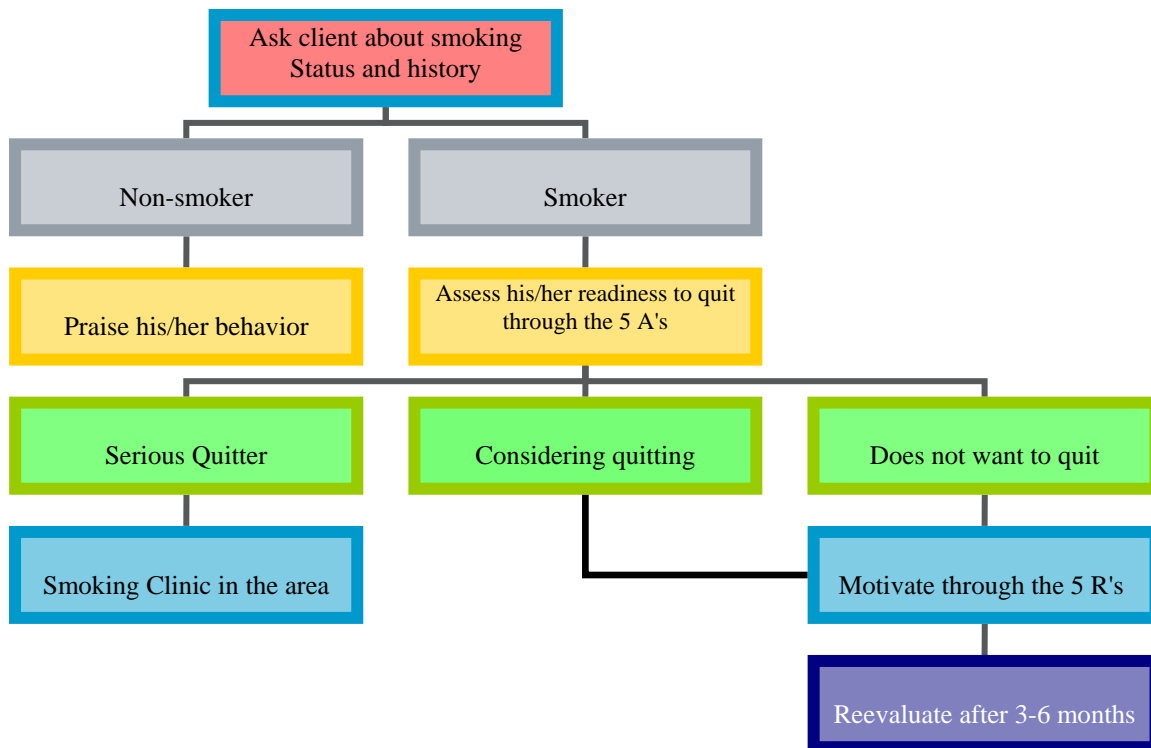 Ask client about smoking
Status and history
Non-smoker
Smoker
Praise his/her behavior
Assess his/her readiness to quit
through the 5 A's
Serious Quitter
Considering quitting
Does not want to quit
Smoking Clinic in the area
Motivate through the 5 R's
Reevaluate after 3-6 months